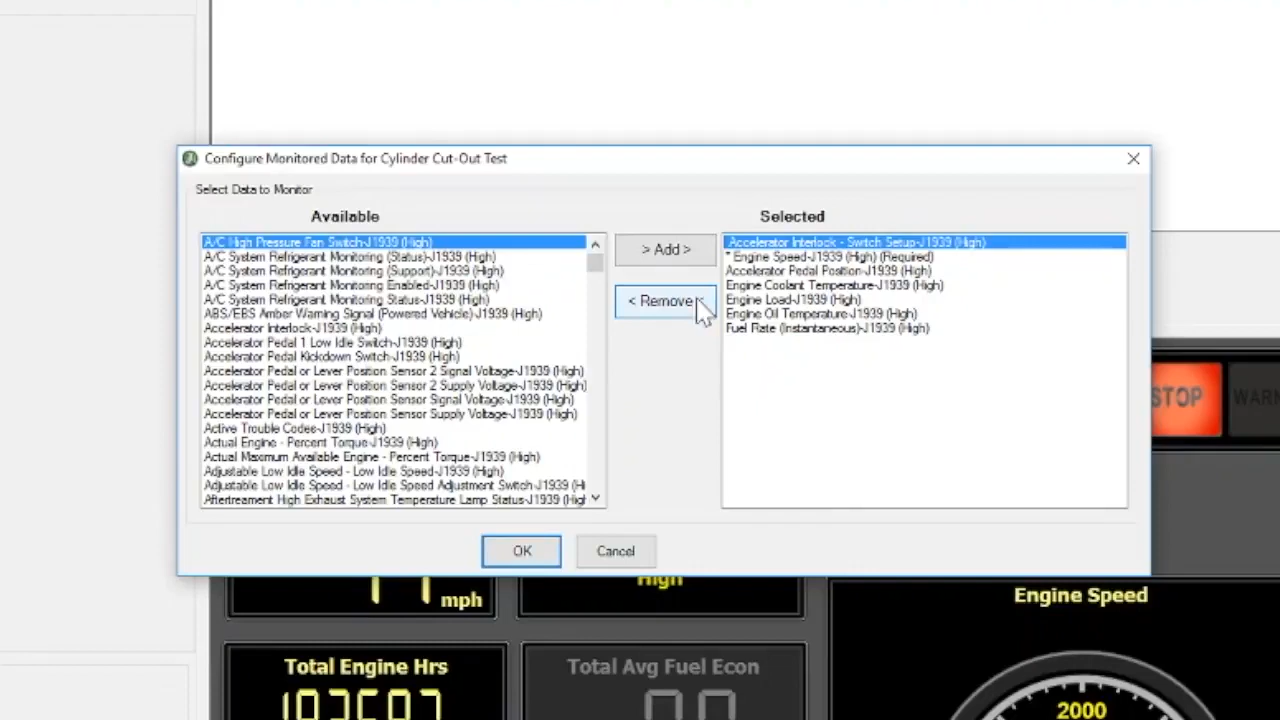 Configure Monitored Data for Cylinder Cut-Out Test
Select Data to Monitor
Available
Selected
A/C High Pressure Fan Switch-J1939 (High)
A/C System Refrigerant Monitoring (Status)-J1939 (High)
A/C System Refrigerant Monitoring (Support)-J1939 (High)
A/C System Refrigerant Monitoring Enabled-J1939 (High)
A/C System Refrigerant Monitoring Status-J1939 (High)
ABS/EBS Amber Warning Signal (Powered Vehicle)-J1939 (High)
Accelerator Interlock-J1939 (High)
Accelerator Pedal 1 Low Idle Switch-J1939 (High)
Accelerator Pedal Kickdown Switch-J1939 (High)
Accelerator Pedal or Lever Position Sensor 2 Signal Voltage-J1939 (High)
Accelerator Pedal or Lever Position Sensor 2 Supply Voltage-J1939 (High)
Accelerator Pedal or Lever Position Sensor Signal Voltage-J1939 (High)
Accelerator Pedal or Lever Position Sensor Supply Voltage-J1939 (High)
Active Trouble Codes-J1939 (High)
Actual Engine - Percent Torque-J1939 (High)
Actual Maximum Available Engine - Percent Torque-J1939 (High)
Adjustable Low Idle Speed - Low Idle Speed-J1939 (High)
Adjustable Low Idle Speed - Low Idle Speed Adjustment Switch-J1939 (Hi
Aftertreament High Exhaust System Temperature Lamp Status-J1939 (High
> Add >
< Remove <
Accelerator Interlock - Switch Setup-J1939 (High)
* Engine Speed-J1939 (High) (Required)
Accelerator Pedal Position-J1939 (High)
Engine Coolant Temperature-J1939 (High)
Engine Load-J1939 (High)
Engine Oil Temperature-J1939 (High)
Fuel Rate (Instantaneous)-J1939 (High)
OK
Cancel
STOP
WARN
mph
High
Engine Speed
Total Engine Hrs
Total Avg Fuel Econ
2000